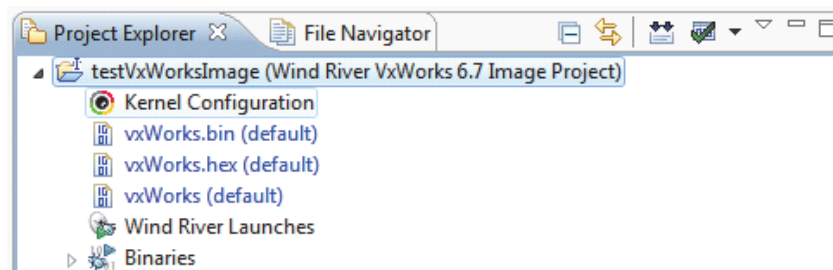 Project Explorer File Navigator
testVxWorksImage (Wind River VxWorks 6.7 Image Project)
Kernel Configuration
vxWorks.bin (default)
vxWorks.hex (default)
vxWorks (default)
Wind River Launches
Binaries